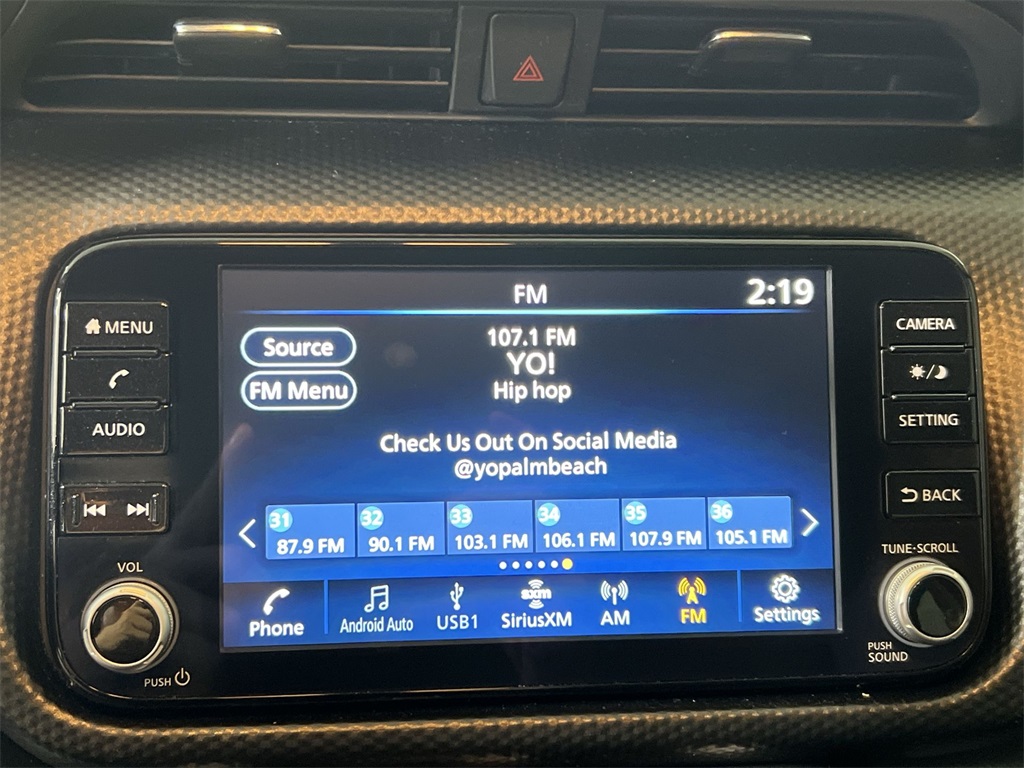 FM
2:19
MENU
AUDIO
VOL
PUSH
Source
FM Menu
107.1 FM
YO!
Hip hop
Check Us Out On Social Media
@yopalmbeach
31
87.9 FM
32
90.1 FM
33
103.1 FM
34
106.1 FM
35
107.9 FM
36
105.1 FM
Phone
Android Auto
USB1
sxm
SiriusXM
AM
FM
Settings
CAMERA
SETTING
BACK
TUNE·SCROLL
PUSH
SOUND